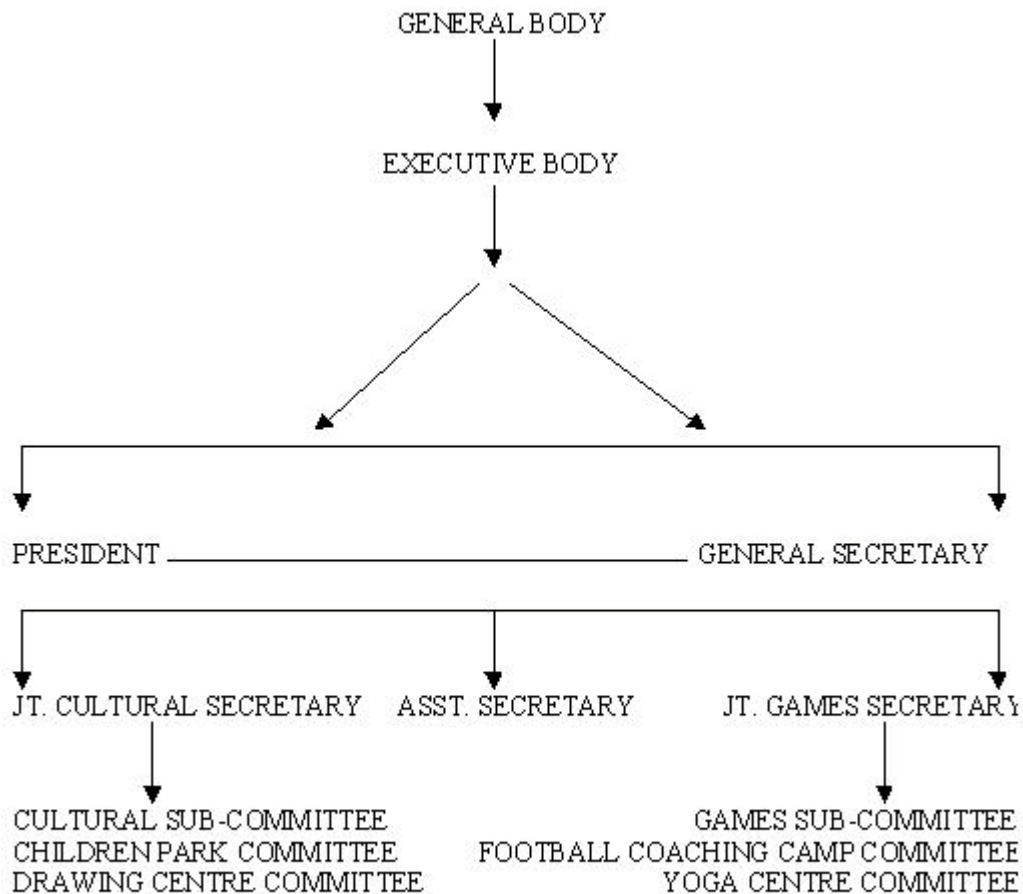 GENERAL BODY
EXECUTIVE BODY
PRESIDENT GENERAL SECRETARY
JT. CULTURAL SECRETARY ASST. SECRETARY JT. GAMES SECRETARY
CULTURAL SUB-COMMITTEE GAMES SUB-COMMITTEE
CHILDREN PARK COMMITTEE FOOTBALL COACHING CAMP COMMITTEE
DRAWING CENTRE COMMITTEE YOGA CENTRE COMMITTEE